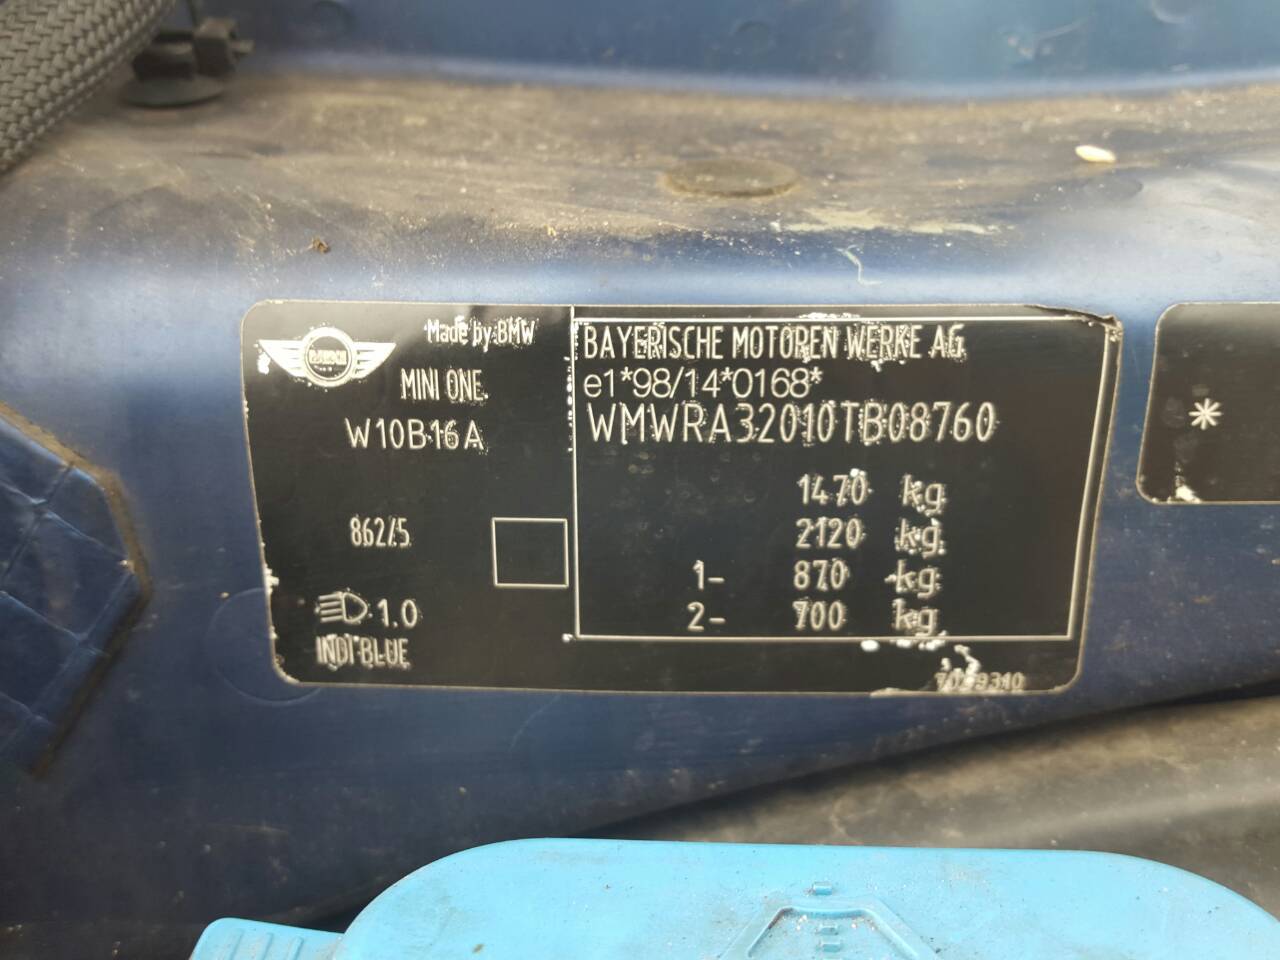 Made by BMW
MINI ONE
W10B16A
862/5
1.0
INDI BLUE
BAYERISCHE MOTOREN WERKE AG
e1*98/14*0168*
WMWRA32010TB08760
1470 kg
2120 kg
1- 870 kg
2- 700 kg
*